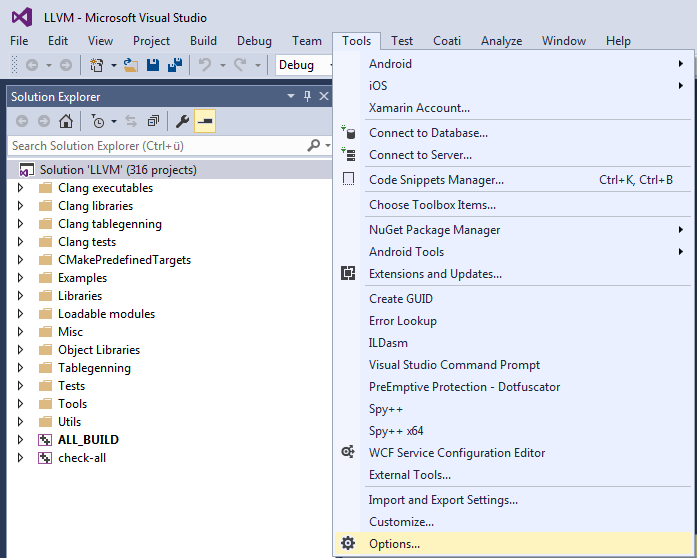 LLVM - Microsoft Visual Studio
File Edit View Project Build Debug Team Tools Test Coati Analyze Window Help
Debug
Solution Explorer
Search Solution Explorer (Ctrl+ü)
Solution 'LLVM' (316 projects)
Clang executables
Clang libraries
Clang tablegenning
Clang tests
CMakePredefinedTargets
Examples
Libraries
Loadable modules
Misc
Object Libraries
Tablegenning
Tests
Tools
Utils
ALL_BUILD
check-all
Android
iOS
Xamarin Account...
Connect to Database...
Connect to Server...
Code Snippets Manager... Ctrl+K, Ctrl+B
Choose Toolbox Items...
NuGet Package Manager
Android Tools
Extensions and Updates...
Create GUID
Error Lookup
ILDasm
Visual Studio Command Prompt
PreEmptive Protection - Dotfuscator
Spy++
Spy++ x64
WCF Service Configuration Editor
External Tools...
Import and Export Settings...
Customize...
Options...